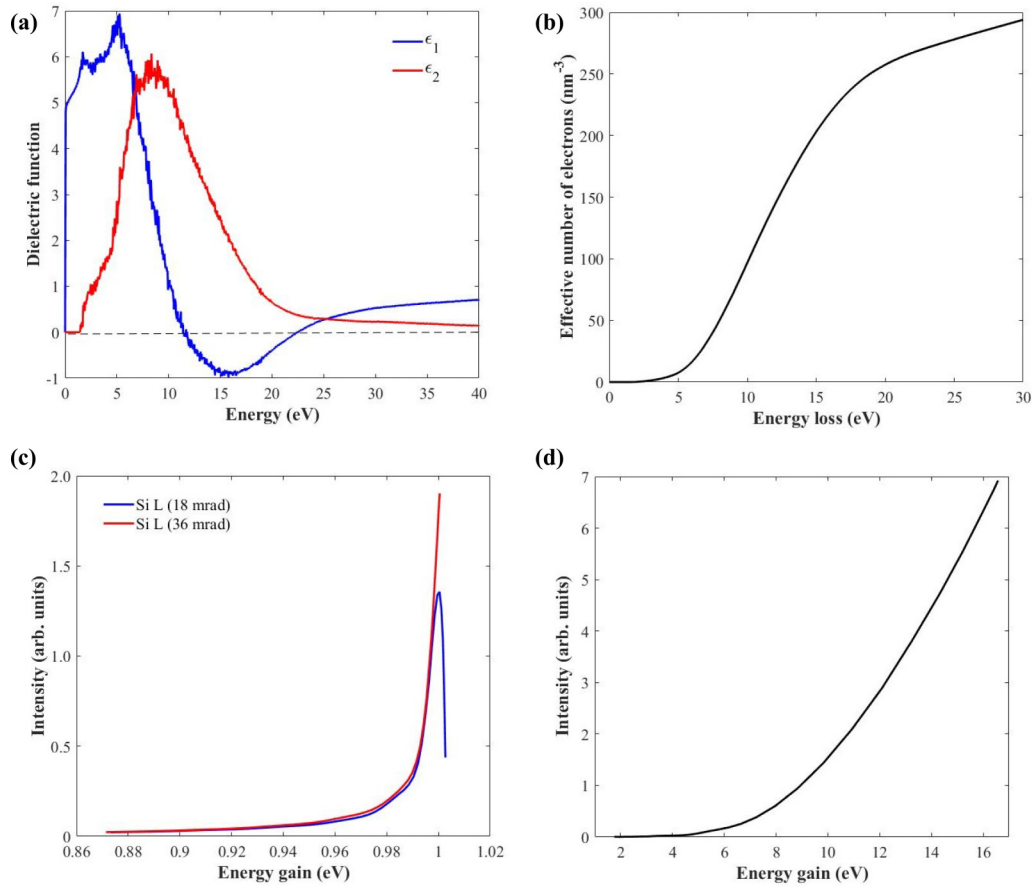 (a)
7
6
5
4
3
2
1
0
-1
Dielectric function
ϵ1
ϵ2
0 5 10 15 20 25 30 35 40
Energy (eV)
(b)
300
250
200
150
100
50
0
Effective number of electrons (nm-3)
0 5 10 15 20 25 30
Energy loss (eV)
(c)
2.0
1.5
1.0
0.5
0
Intensity (arb. units)
Si L (18 mrad)
Si L (36 mrad)
0.86 0.88 0.9 0.92 0.94 0.96 0.98 1 1.02
Energy gain (eV)
(d)
7
6
5
4
3
2
1
0
Intensity (arb. units)
2 4 6 8 10 12 14 16
Energy gain (eV)